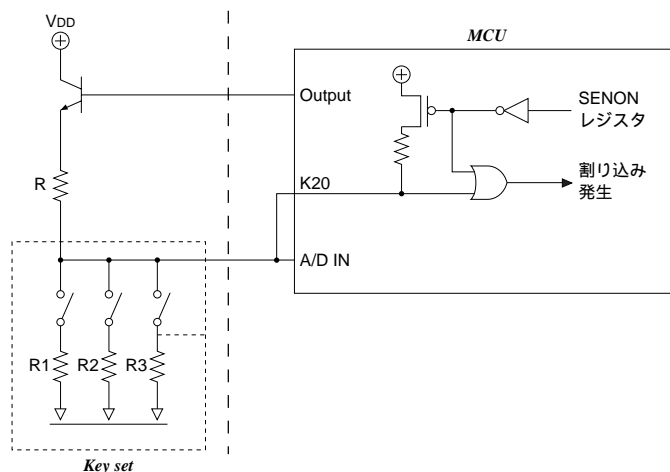 VDD
MCU
Output
SENON
レジスタ
R
K20
割り込み
発生
A/D IN
R1
R2
R3
Key set